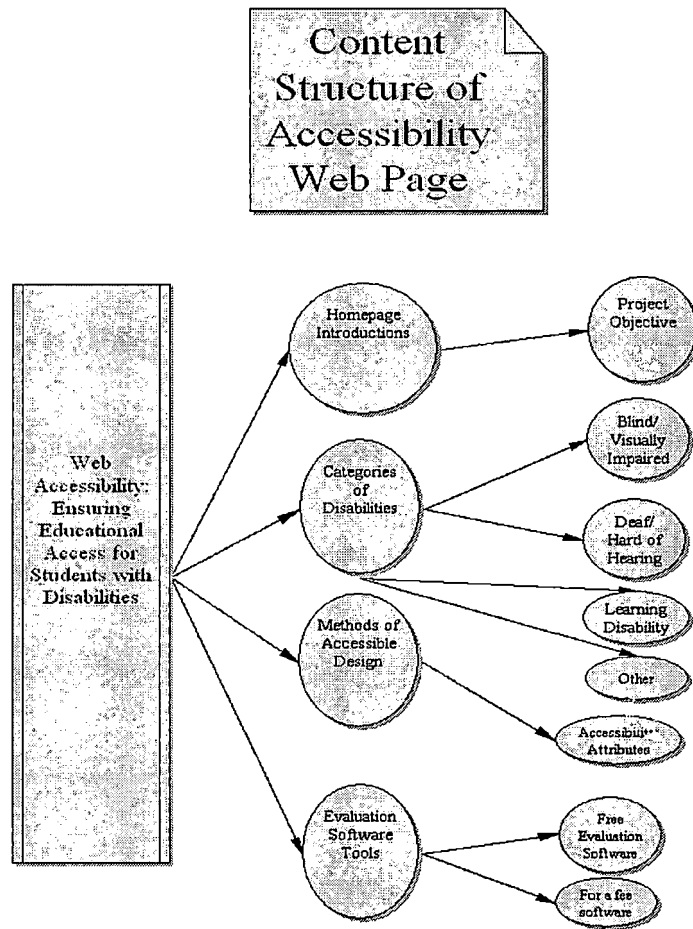 Content
Structure of
Accessibility
Web Page
Web
Accessibility:
Ensuring
Educational
Access for
Students with
Disabilities
Homepage
Introductions
Project
Objective
Categories
of
Disabilities
Blind/
Visually
Impaired
Deaf/
Hard of
Hearing
Learning
Disability
Other
Methods of
Accessible
Design
Attributes
Evaluation
Software
Tools
Free
Evaluation
Software
For a fee
software